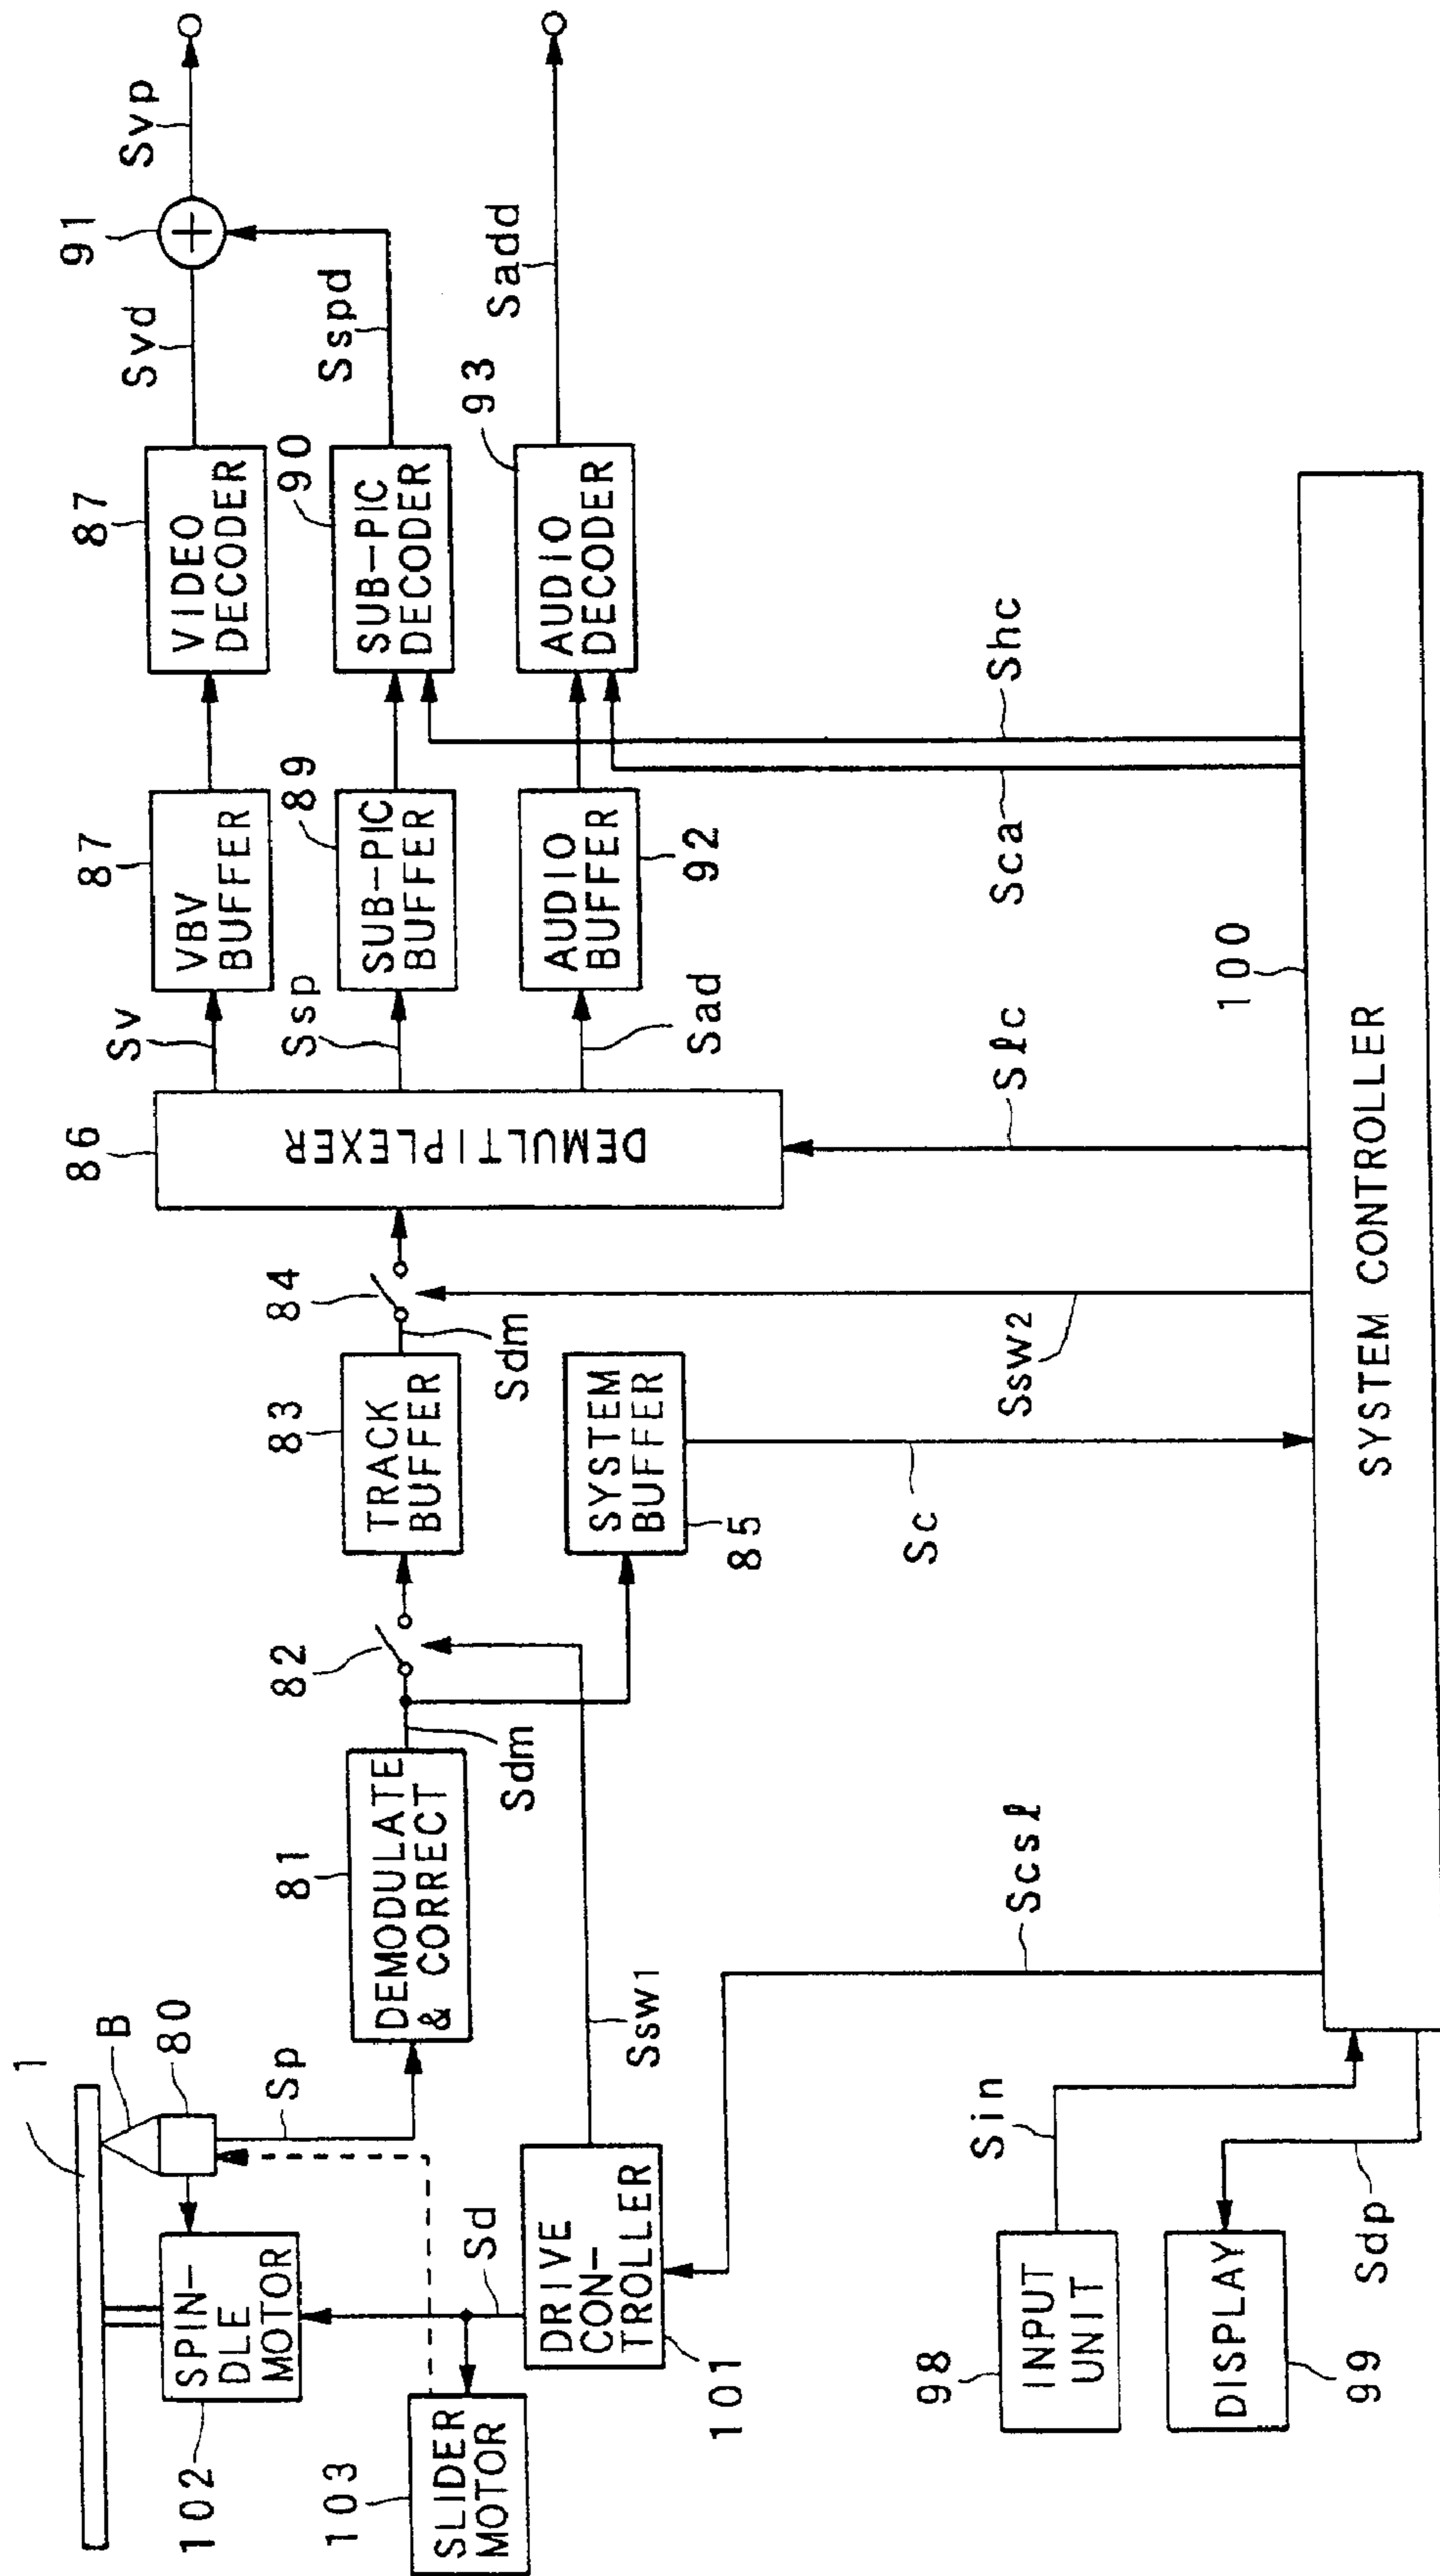 1
B
80
Sp
SPIN-
DLE
MOTOR
102
103
SLIDER
MOTOR
Sd
DRIVE
CON-
TROLLER
101
Ssw1
81
DEMODULATE
& CORRECT
Sdm
82
83
TRACK
BUFFER
Sdm
84
SYSTEM
BUFFER
85
86
DEMULTIPLEXER
Sv
Ssp
Sad
87
VBV
BUFFER
89
SUB-PIC
BUFFER
AUDIO
BUFFER
92
87
VIDEO
DECODER
90
SUB-PIC
DECODER
93
AUDIO
DECODER
Svd
91
Svp
Sspd
Sadd
Scsℓ
Sc
Ssw2
Sℓc
Sca
Shc
100
SYSTEM CONTROLLER
98
INPUT
UNIT
Sin
DISPLAY
99
Sdp